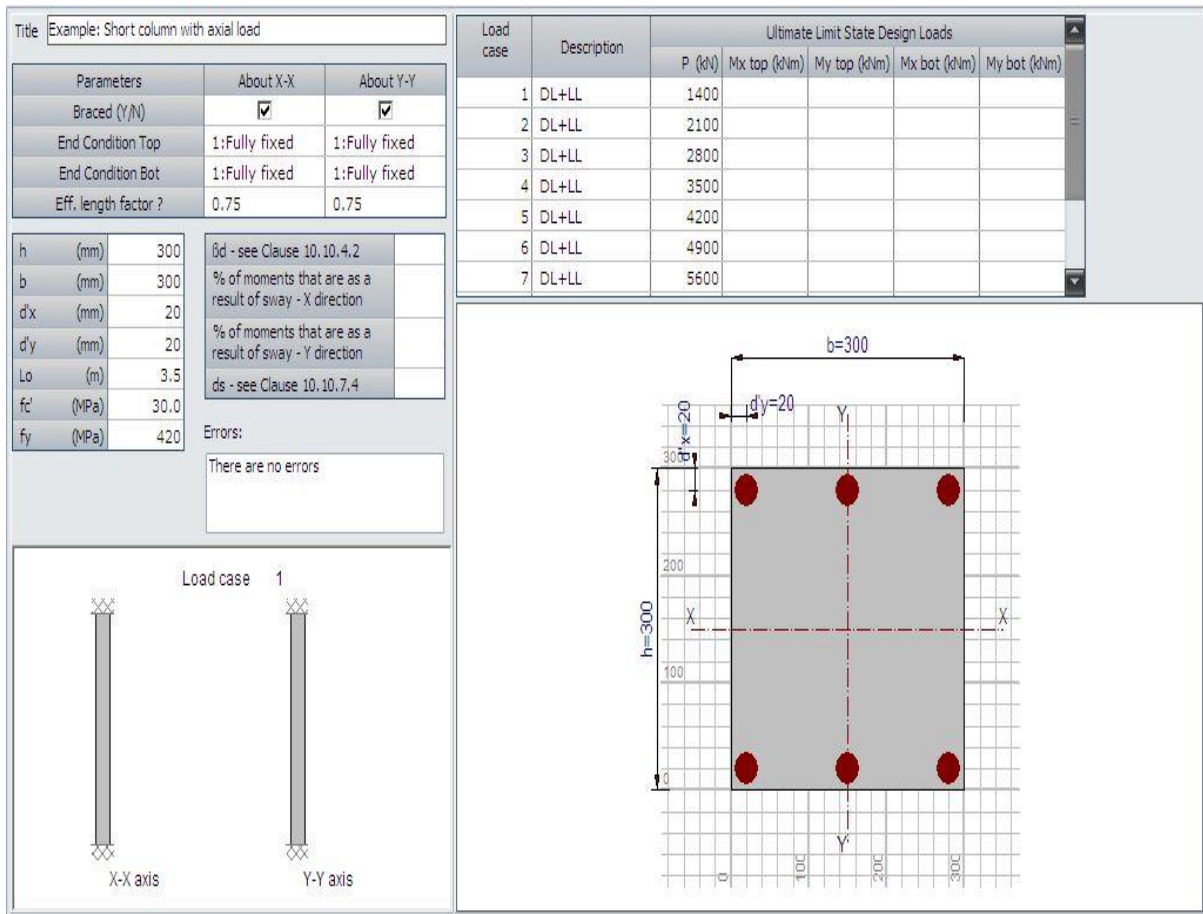 Title Example: Short column with axial load
Parameters About X-X About Y-Y
Braced (Y/N)
End Condition Top 1:Fully fixed 1:Fully fixed
End Condition Bot 1:Fully fixed 1:Fully fixed
Eff. length factor ? 0.75 0.75
h (mm) 300
b (mm) 300
d'x (mm) 20
d'y (mm) 20
Lo (m) 3.5
fc' (MPa) 30.0
fy (MPa) 420
ßd - see Clause 10.10.4.2
% of moments that are as a
result of sway - X direction
% of moments that are as a
result of sway - Y direction
ds - see Clause 10.10.7.4
Errors:
There are no errors
Load case 1
X-X axis Y-Y axis
Load
case
Description
Ultimate Limit State Design Loads
P (kN) Mx top (kNm) My top (kNm) Mx bot (kNm) My bot (kNm)
1 DL+LL 1400
2 DL+LL 2100
3 DL+LL 2800
4 DL+LL 3500
5 DL+LL 4200
6 DL+LL 4900
7 DL+LL 5600
b=300
d'y=20
d'x=20
Y
300
200
h=300
X X
100
0
Y
0 100 200 300